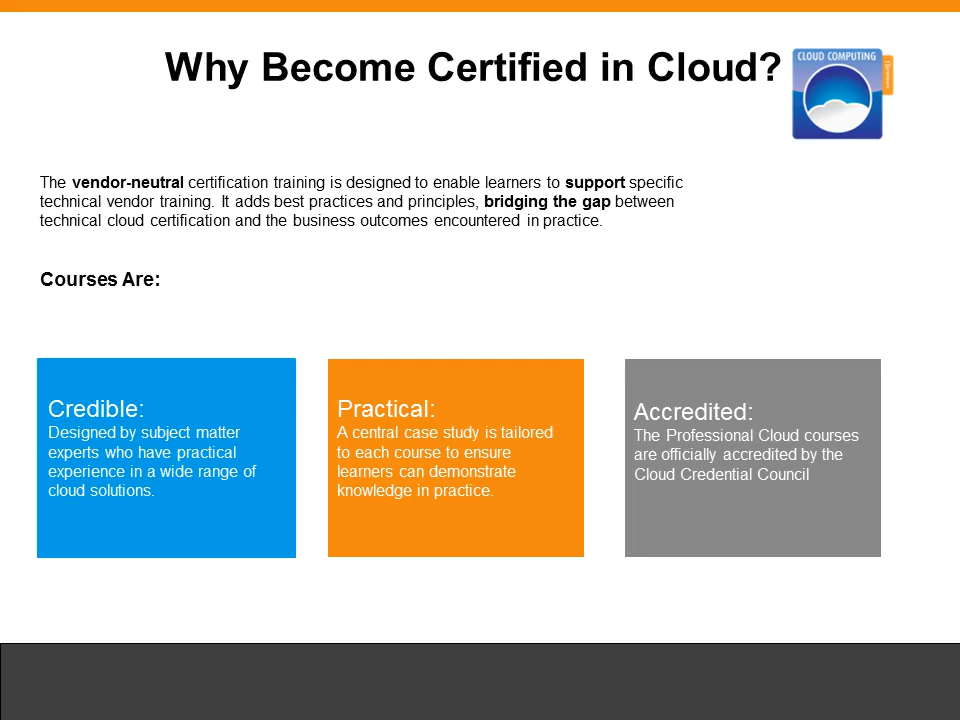 Why Become Certified in Cloud?
CLOUD COMPUTING
The vendor-neutral certification training is designed to enable learners to support specific
technical vendor training. It adds best practices and principles, bridging the gap between
technical cloud certification and the business outcomes encountered in practice.
Courses Are:
Credible:
Designed by subject matter
experts who have practical
experience in a wide range of
cloud solutions.
Practical:
A central case study is tailored
to each course to ensure
learners can demonstrate
knowledge in practice.
Accredited:
The Professional Cloud courses
are officially accredited by the
Cloud Credential Council